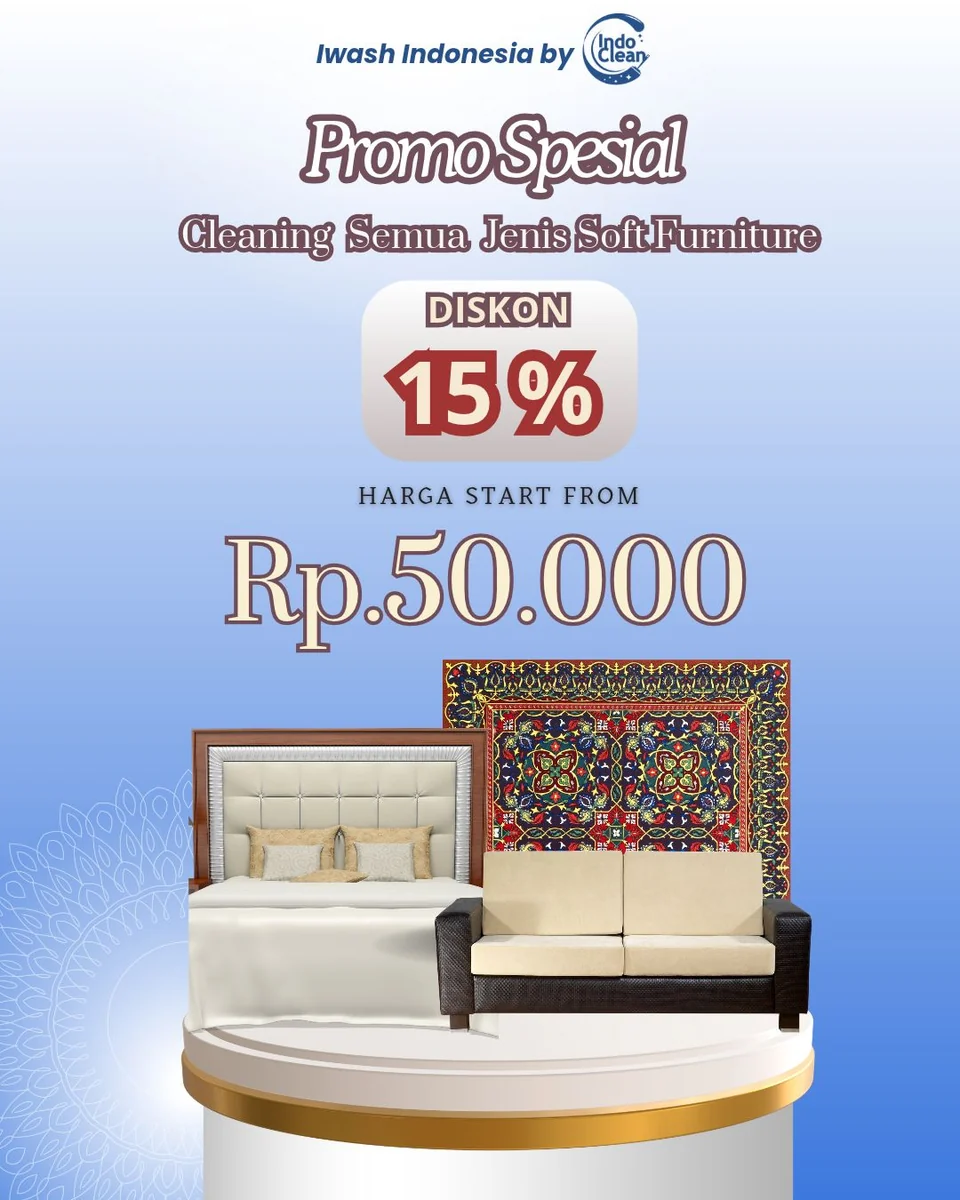 Iwash Indonesia by
Indo
Clean
Promo Spesial
Cleaning Semua Jenis Soft Furniture
DISKON
15%
HARGA START FROM
Rp.50.000